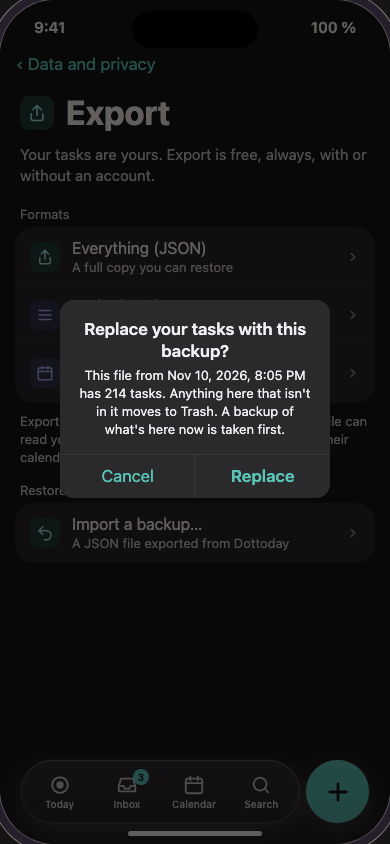 9:41
100 %
‹ Data and privacy
Export
Your tasks are yours. Export is free, always, with or
without an account.
Formats
Everything (JSON)
A full copy you can restore
Replace your tasks with this
backup?
This file from Nov 10, 2026, 8:05 PM
has 214 tasks. Anything here that isn't
in it moves to Trash. A backup of
what's here now is taken first.
Cancel
Replace
Export
can
read
calend
Restore
Import a backup...
A JSON file exported from Dottoday
3
Today
Inbox
Calendar
Search